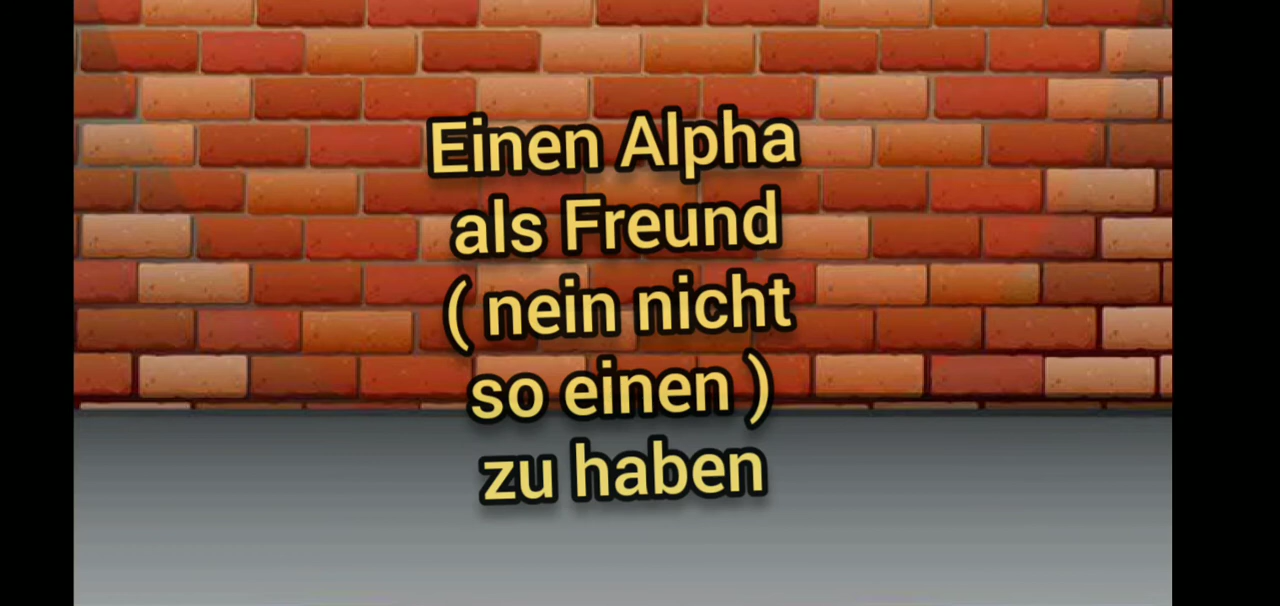 Einen Alpha
als Freund
( nein nicht
so einen )
zu haben